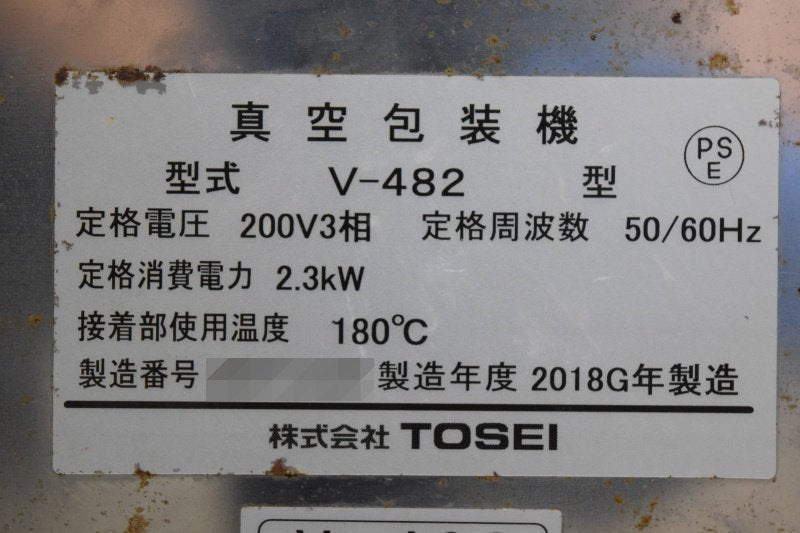 真空包装機
PS
E
型式 V-482 型
定格電圧 200V3相 定格周波数 50/60Hz
定格消費電力 2.3kW
接着部使用温度 180℃
製造番号 製造年度 2018G年製造
株式会社 TOSEI